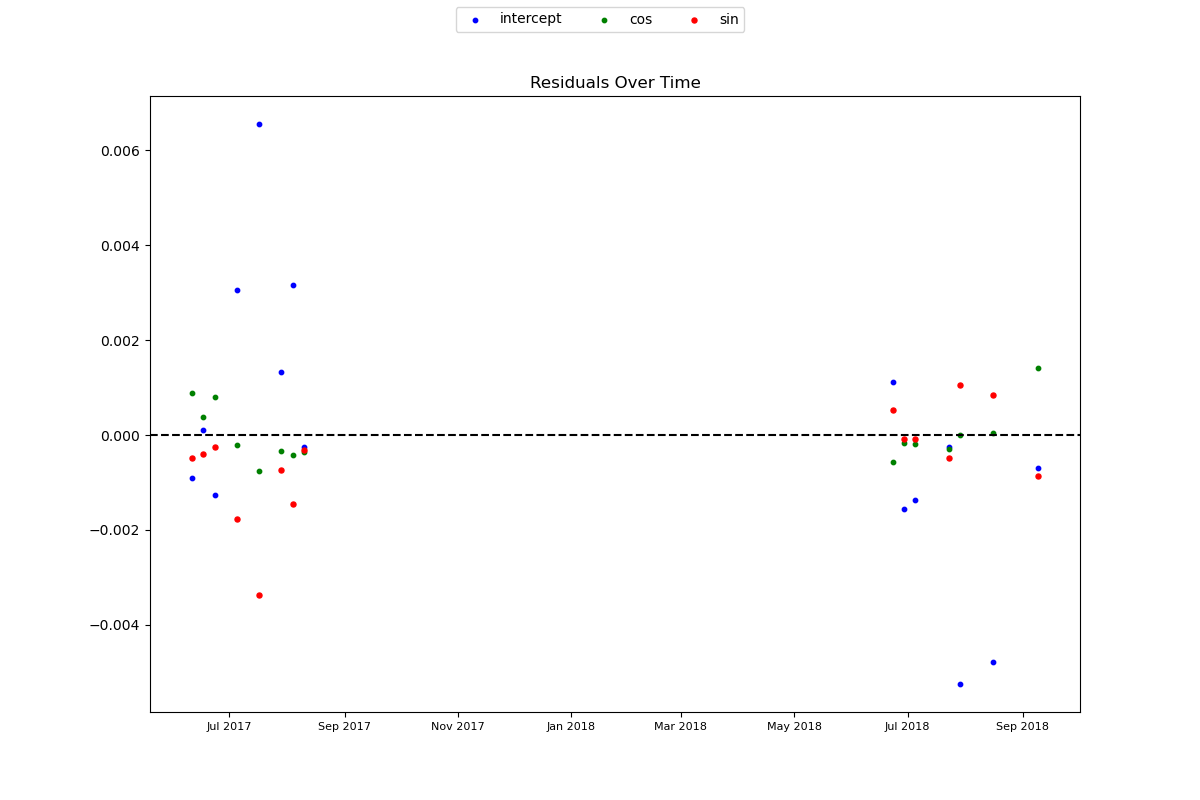 intercept cos sin
Residuals Over Time
0.006
0.004
0.002
0.000
−0.002
−0.004
Jul 2017 Sep 2017 Nov 2017 Jan 2018 Mar 2018 May 2018 Jul 2018 Sep 2018